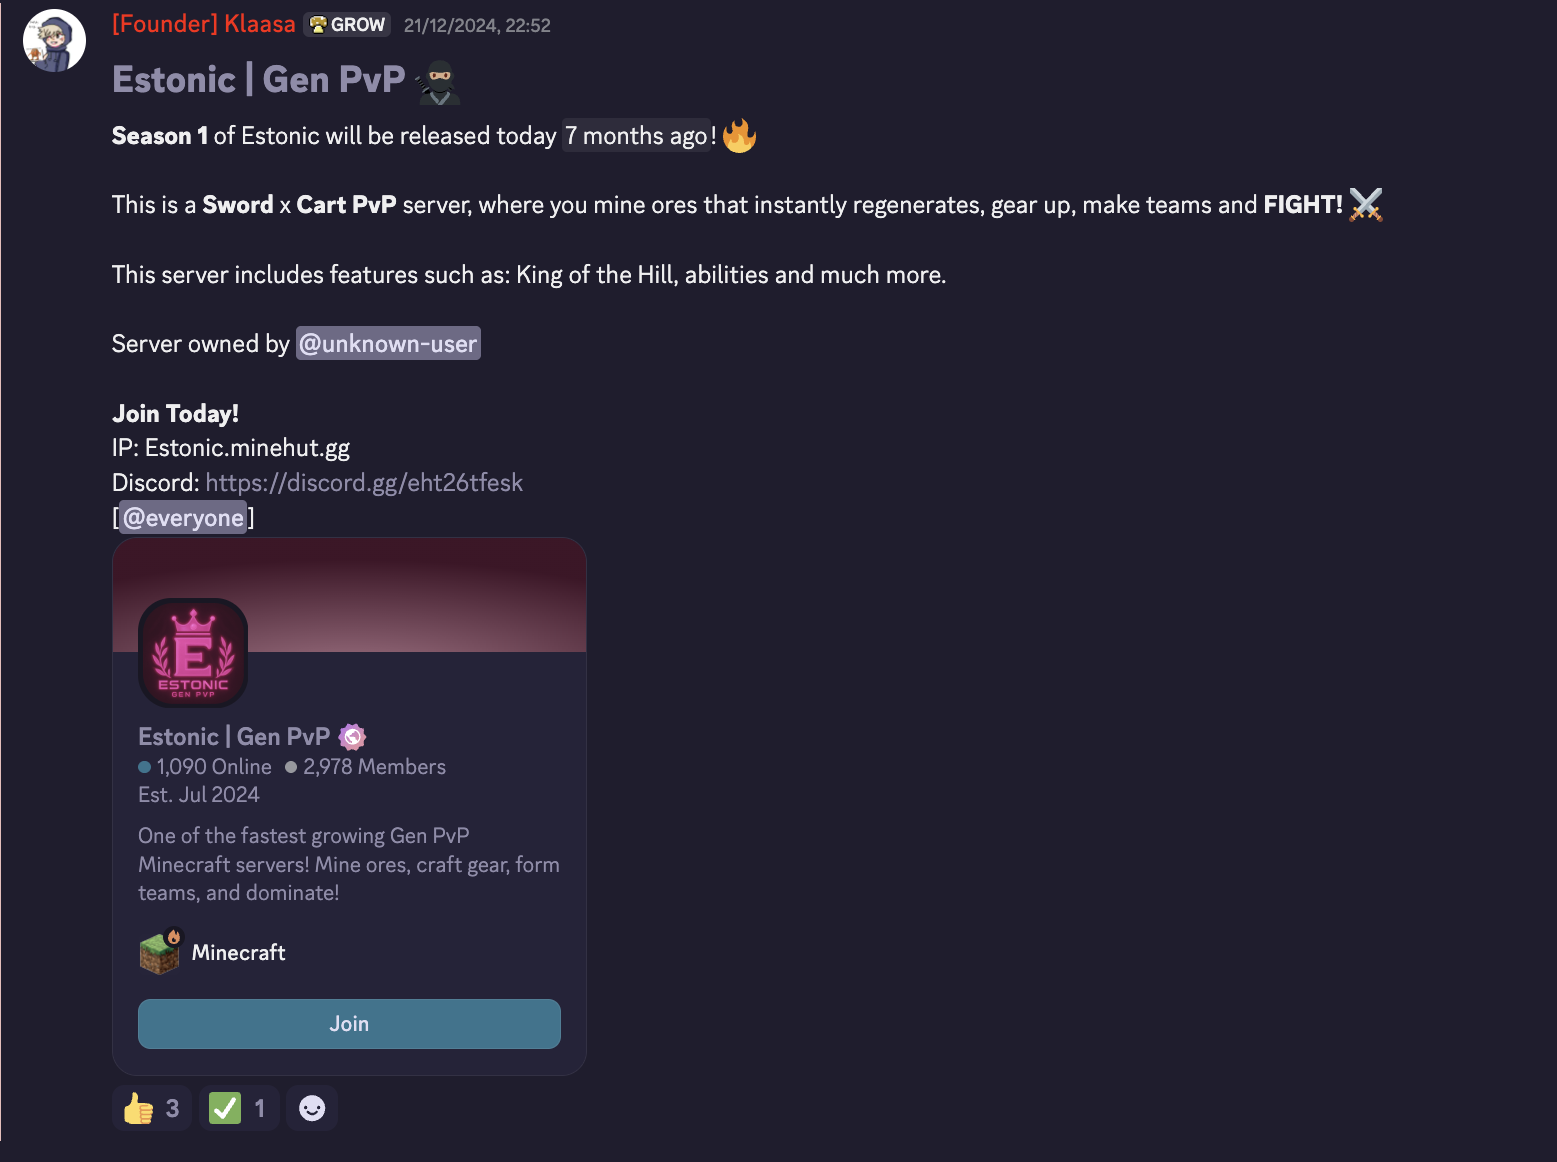 [Founder] Klaasa GROW 21/12/2024, 22:52
Estonic | Gen PvP 🥷
Season 1 of Estonic will be released today 7 months ago! 🔥
This is a Sword x Cart PvP server, where you mine ores that instantly regenerates, gear up, make teams and FIGHT! ⚔️
This server includes features such as: King of the Hill, abilities and much more.
Server owned by @unknown-user
Join Today!
IP: Estonic.minehut.gg
Discord: https://discord.gg/eht26tfesk
[@everyone]
E
ESTONIC
GEN PVP
Estonic | Gen PvP
1,090 Online 2,978 Members
Est. Jul 2024
One of the fastest growing Gen PvP
Minecraft servers! Mine ores, craft gear, form
teams, and dominate!
Minecraft
Join
👍 3 ✅ 1